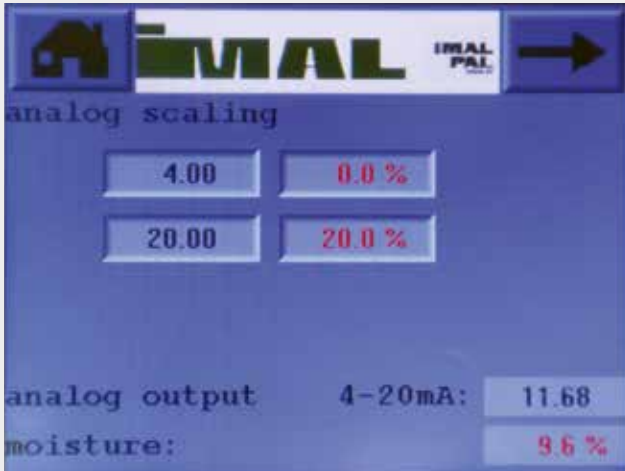 iMAL IMAL
PAL
analog scaling
4.00 0.0 %
20.00 20.0 %
analog output 4-20mA: 11.68
moisture: 9.6 %